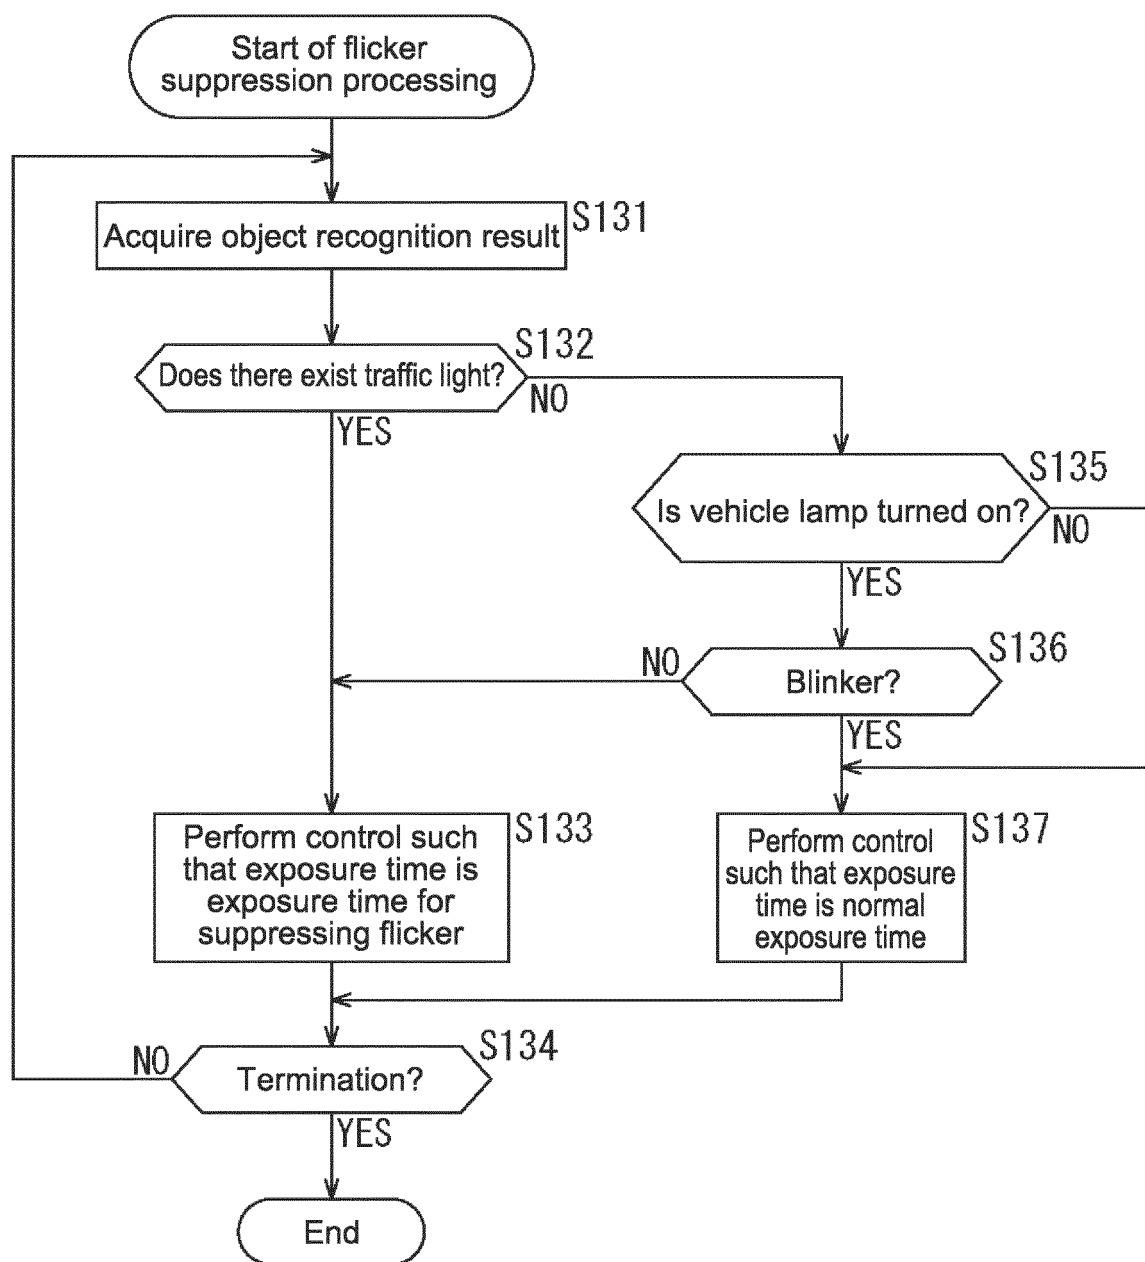 Start of flicker
suppression processing
Acquire object recognition result
S131
Does there exist traffic light?
S132
NO
YES
Is vehicle lamp turned on?
S135
NO
YES
Blinker?
S136
NO
YES
Perform control such
that exposure time is
exposure time for
suppressing flicker
S133
Perform control
such that exposure
time is normal
exposure time
S137
Termination?
S134
NO
YES
End